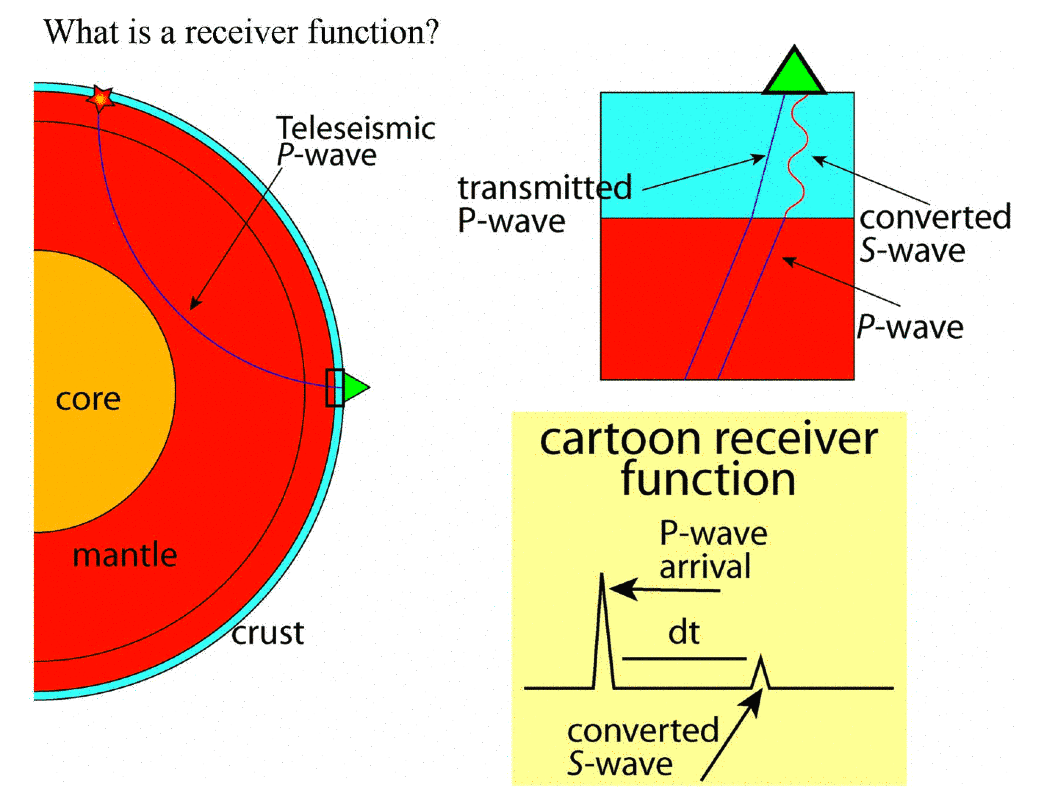 What is a receiver function?
Teleseismic
P-wave
core
mantle
crust
transmitted
P-wave
converted
S-wave
P-wave
cartoon receiver
function
P-wave
arrival
dt
converted
S-wave